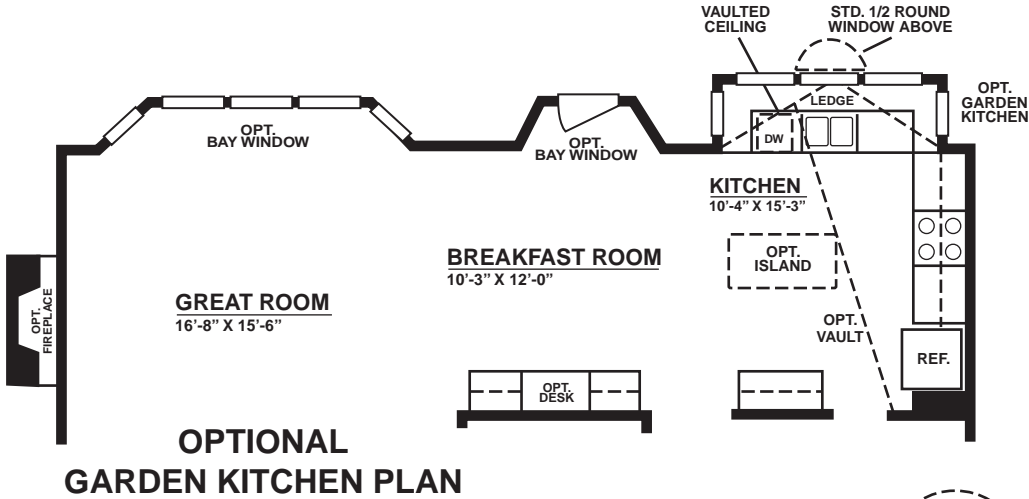 VAULTED
CEILING
STD. 1/2 ROUND
WINDOW ABOVE
OPT.
GARDEN
KITCHEN
LEDGE
DW
OPT.
BAY WINDOW
OPT.
BAY WINDOW
KITCHEN
10'-4" X 15'-3"
OPT.
ISLAND
BREAKFAST ROOM
10'-3" X 12'-0"
GREAT ROOM
16'-8" X 15'-6"
OPT.
FIREPLACE
OPT.
VAULT
REF.
OPT.
DESK
OPTIONAL
GARDEN KITCHEN PLAN